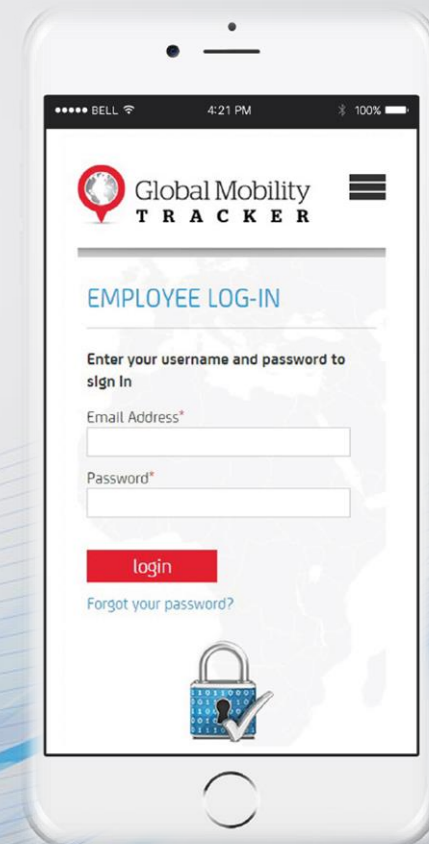 BELL 4:21 PM 100%
Global Mobility
TRACKER
EMPLOYEE LOG-IN
Enter your username and password to
sign in
Email Address*
Password*
login
Forgot your password?